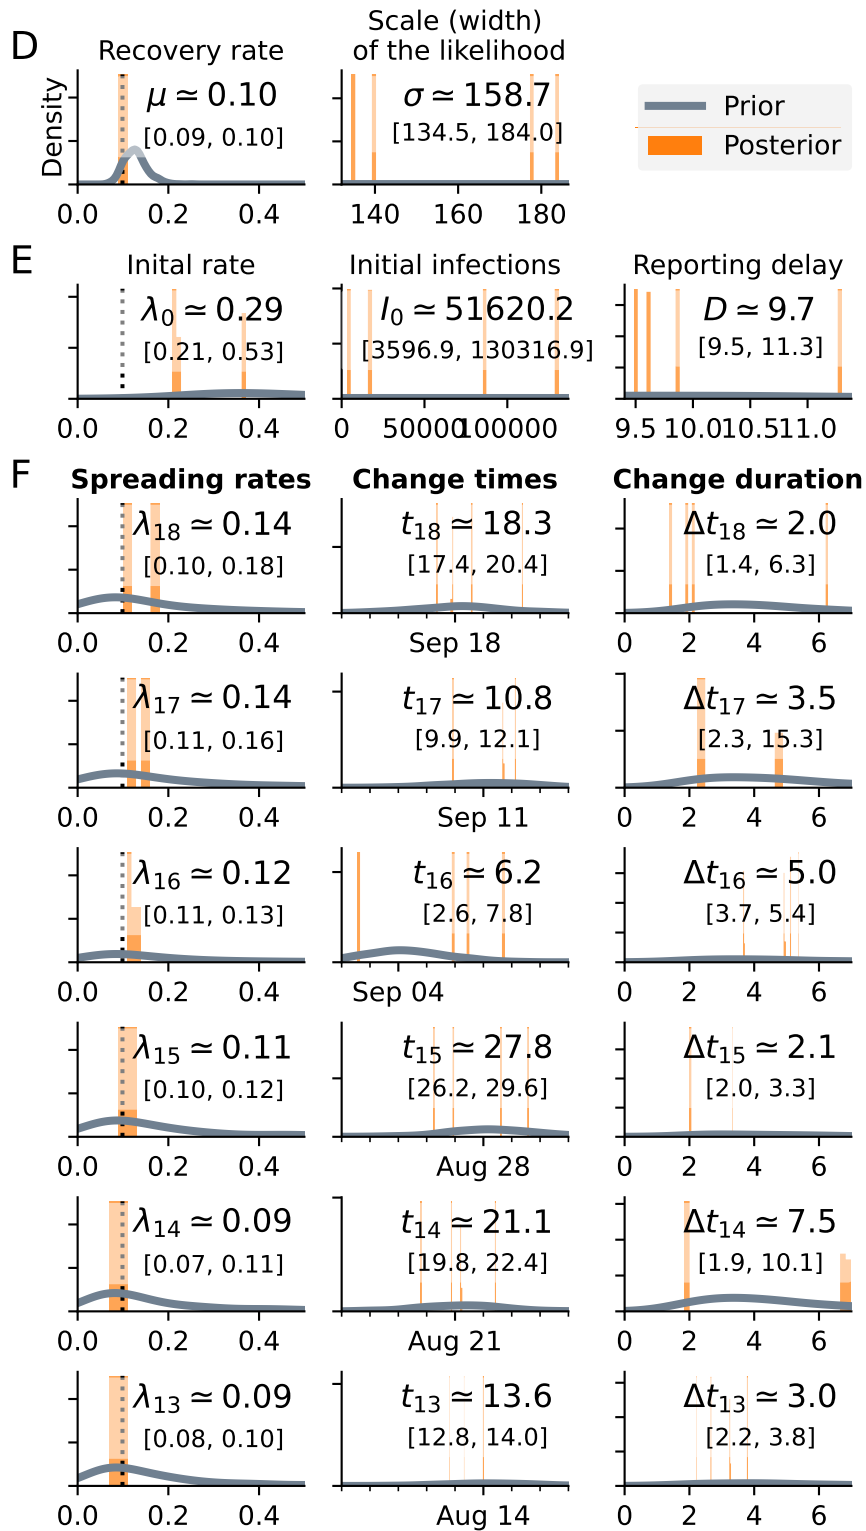 D
Recovery rate
Density
μ ≃ 0.10
[0.09, 0.10]
0.0 0.2 0.4
Scale (width)
of the likelihood
σ ≃ 158.7
[134.5, 184.0]
140 160 180
Prior
Posterior
E
Inital rate
λ0 ≃ 0.29
[0.21, 0.53]
0.0 0.2 0.4
Initial infections
I0 ≃ 51620.2
[3596.9, 130316.9]
0 50000 100000
Reporting delay
D ≃ 9.7
[9.5, 11.3]
9.5 10.0 10.5 11.0
F
Spreading rates Change times Change duration
λ18 ≃ 0.14
[0.10, 0.18]
0.0 0.2 0.4
t18 ≃ 18.3
[17.4, 20.4]
Sep 18
Δt18 ≃ 2.0
[1.4, 6.3]
0 2 4 6
λ17 ≃ 0.14
[0.11, 0.16]
0.0 0.2 0.4
t17 ≃ 10.8
[9.9, 12.1]
Sep 11
Δt17 ≃ 3.5
[2.3, 15.3]
0 2 4 6
λ16 ≃ 0.12
[0.11, 0.13]
0.0 0.2 0.4
t16 ≃ 6.2
[2.6, 7.8]
Sep 04
Δt16 ≃ 5.0
[3.7, 5.4]
0 2 4 6
λ15 ≃ 0.11
[0.10, 0.12]
0.0 0.2 0.4
t15 ≃ 27.8
[26.2, 29.6]
Aug 28
Δt15 ≃ 2.1
[2.0, 3.3]
0 2 4 6
λ14 ≃ 0.09
[0.07, 0.11]
0.0 0.2 0.4
t14 ≃ 21.1
[19.8, 22.4]
Aug 21
Δt14 ≃ 7.5
[1.9, 10.1]
0 2 4 6
λ13 ≃ 0.09
[0.08, 0.10]
0.0 0.2 0.4
t13 ≃ 13.6
[12.8, 14.0]
Aug 14
Δt13 ≃ 3.0
[2.2, 3.8]
0 2 4 6